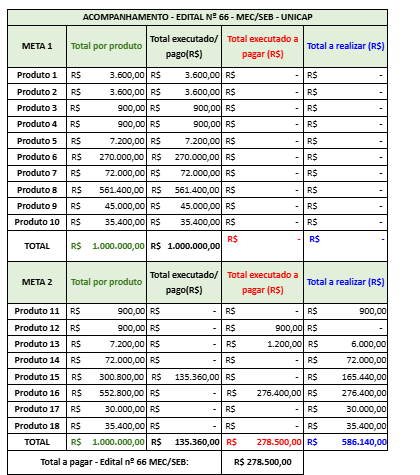 ACOMPANHAMENTO - EDITAL Nº 66 - MEC/SEB - UNICAP
META 1 Total por produto Total executado/ pago(R$) Total executado a pagar (R$) Total a realizar (R$)
Produto 1 R$ 3.600,00 R$ 3.600,00 R$ - R$ -
Produto 2 R$ 3.600,00 R$ 3.600,00 R$ - R$ -
Produto 3 R$ 900,00 R$ 900,00 R$ - R$ -
Produto 4 R$ 900,00 R$ 900,00 R$ - R$ -
Produto 5 R$ 7.200,00 R$ 7.200,00 R$ - R$ -
Produto 6 R$ 270.000,00 R$ 270.000,00 R$ - R$ -
Produto 7 R$ 72.000,00 R$ 72.000,00 R$ - R$ -
Produto 8 R$ 561.400,00 R$ 561.400,00 R$ - R$ -
Produto 9 R$ 45.000,00 R$ 45.000,00 R$ - R$ -
Produto 10 R$ 35.400,00 R$ 35.400,00 R$ - R$ -
TOTAL R$ 1.000.000,00 R$ 1.000.000,00 R$ - R$ -
META 2 Total por produto Total executado/ pago(R$) Total executado a pagar (R$) Total a realizar (R$)
Produto 11 R$ 900,00 R$ - R$ - R$ 900,00
Produto 12 R$ 900,00 R$ - R$ 900,00 R$ -
Produto 13 R$ 7.200,00 R$ - R$ 1.200,00 R$ 6.000,00
Produto 14 R$ 72.000,00 R$ - R$ - R$ 72.000,00
Produto 15 R$ 300.800,00 R$ 135.360,00 R$ - R$ 165.440,00
Produto 16 R$ 552.800,00 R$ - R$ 276.400,00 R$ 276.400,00
Produto 17 R$ 30.000,00 R$ - R$ - R$ 30.000,00
Produto 18 R$ 35.400,00 R$ - R$ - R$ 35.400,00
TOTAL R$ 1.000.000,00 R$ 135.360,00 R$ 278.500,00 R$ 586.140,00
Total a pagar - Edital nº 66 MEC/SEB: R$ 278.500,00